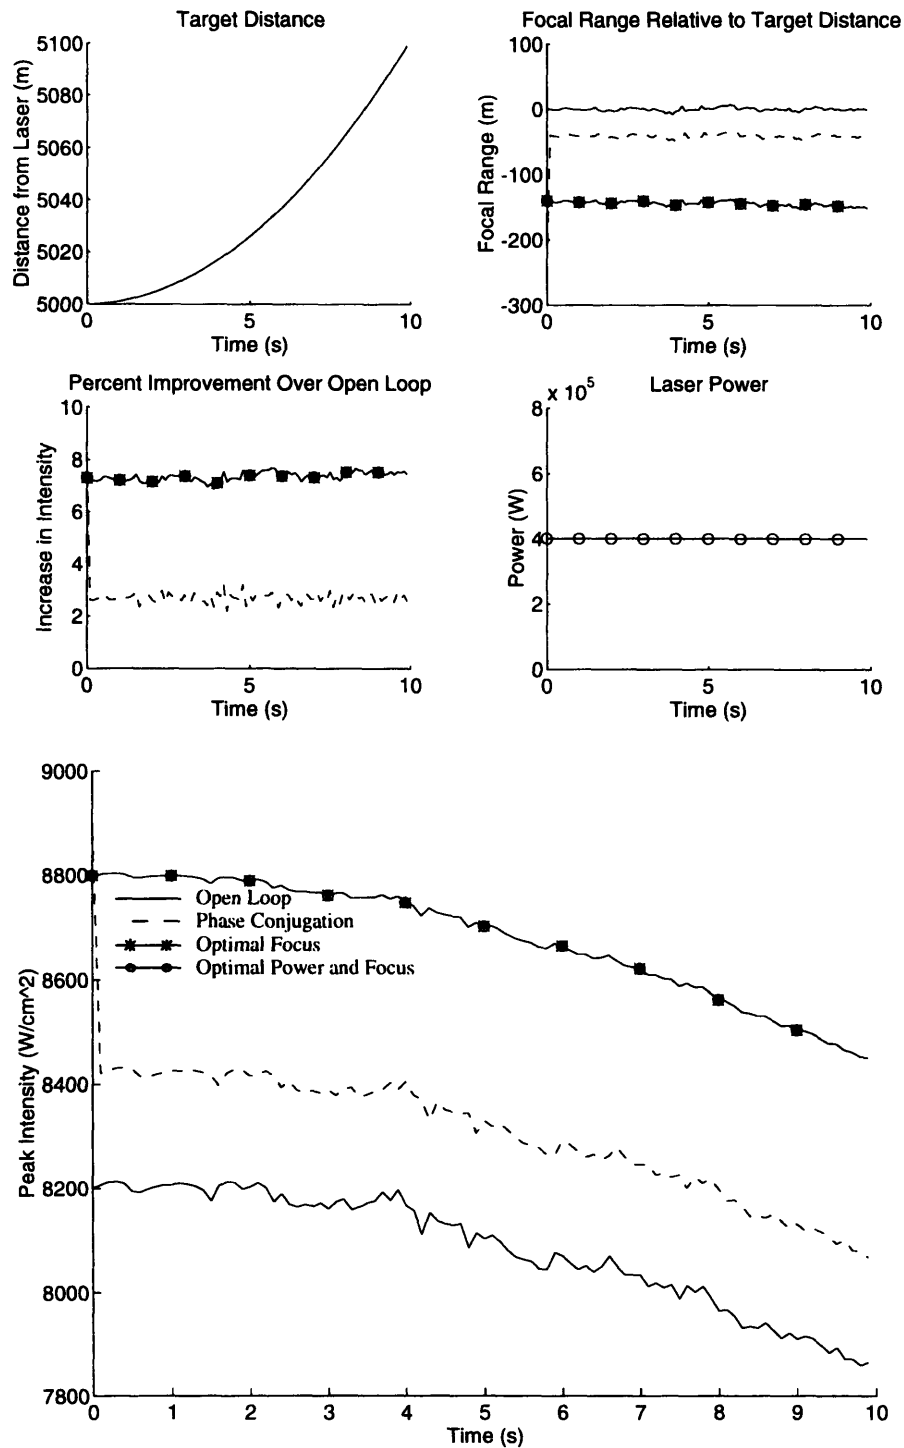 Target Distance
5100
5080
5060
5040
5020
5000
0
5
10
Distance from Laser (m)
Time (s)
Focal Range Relative to Target Distance
100
0
-100
-200
-300
0
5
10
Focal Range (m)
Time (s)
Percent Improvement Over Open Loop
10
8
6
4
2
0
0
5
10
Increase in Intensity
Time (s)
Laser Power
x 10^5
8
6
4
2
0
0
5
10
Power (W)
Time (s)
9000
8800
8600
8400
8200
8000
7800
Open Loop
Phase Conjugation
Optimal Focus
Optimal Power and Focus
Peak Intensity (W/cm^2)
0 1 2 3 4 5 6 7 8 9 10
Time (s)